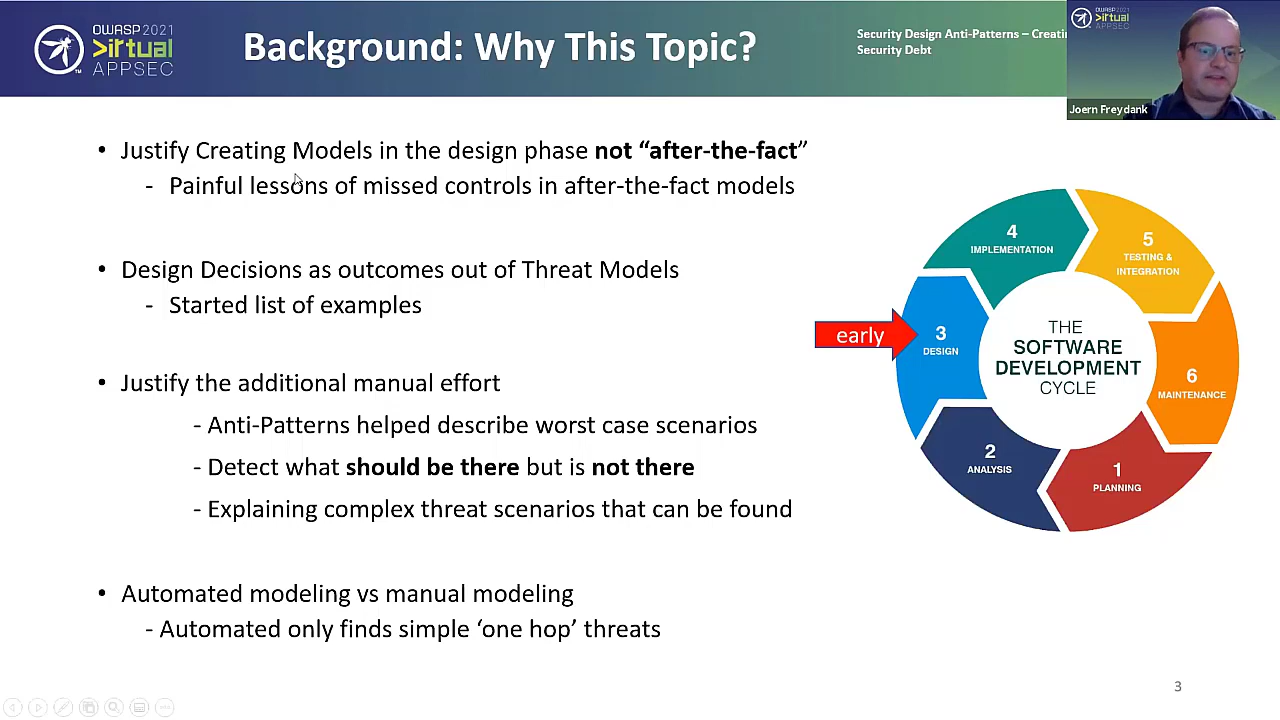 OWASP 2021
Virtual
APPSEC
Background: Why This Topic?
Security Design Anti-Patterns – Creatin
Security Debt
OWASP 2021
Virtual
APPSEC
Joern Freydank
• Justify Creating Models in the design phase not “after-the-fact”
- Painful lessons of missed controls in after-the-fact models
• Design Decisions as outcomes out of Threat Models
- Started list of examples
• Justify the additional manual effort
- Anti-Patterns helped describe worst case scenarios
- Detect what should be there but is not there
- Explaining complex threat scenarios that can be found
• Automated modeling vs manual modeling
- Automated only finds simple ‘one hop’ threats
early
THE
SOFTWARE
DEVELOPMENT
CYCLE
1
PLANNING
2
ANALYSIS
3
DESIGN
4
IMPLEMENTATION
5
TESTING &
INTEGRATION
6
MAINTENANCE
3